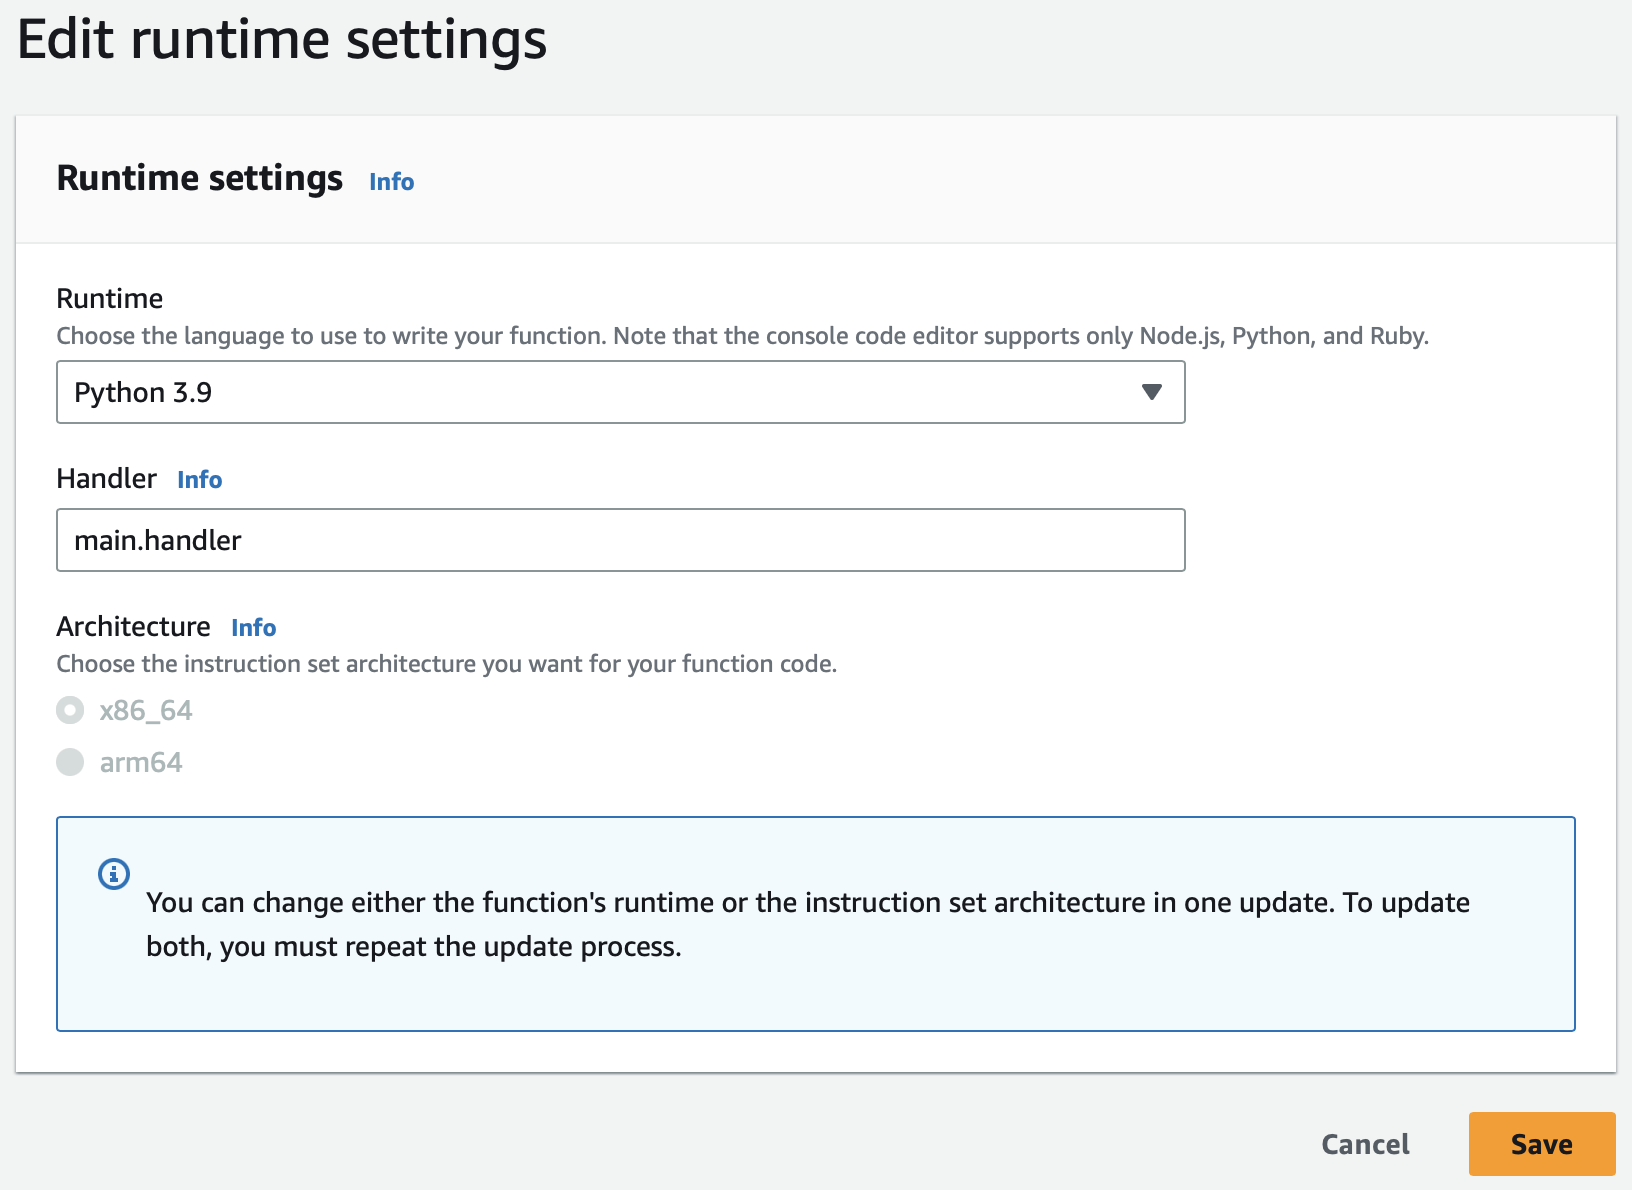 Edit runtime settings
Runtime settings Info
Runtime
Choose the language to use to write your function. Note that the console code editor supports only Node.js, Python, and Ruby.
Python 3.9
Handler Info
main.handler
Architecture Info
Choose the instruction set architecture you want for your function code.
x86_64
arm64
You can change either the function's runtime or the instruction set architecture in one update. To update
both, you must repeat the update process.
Cancel Save